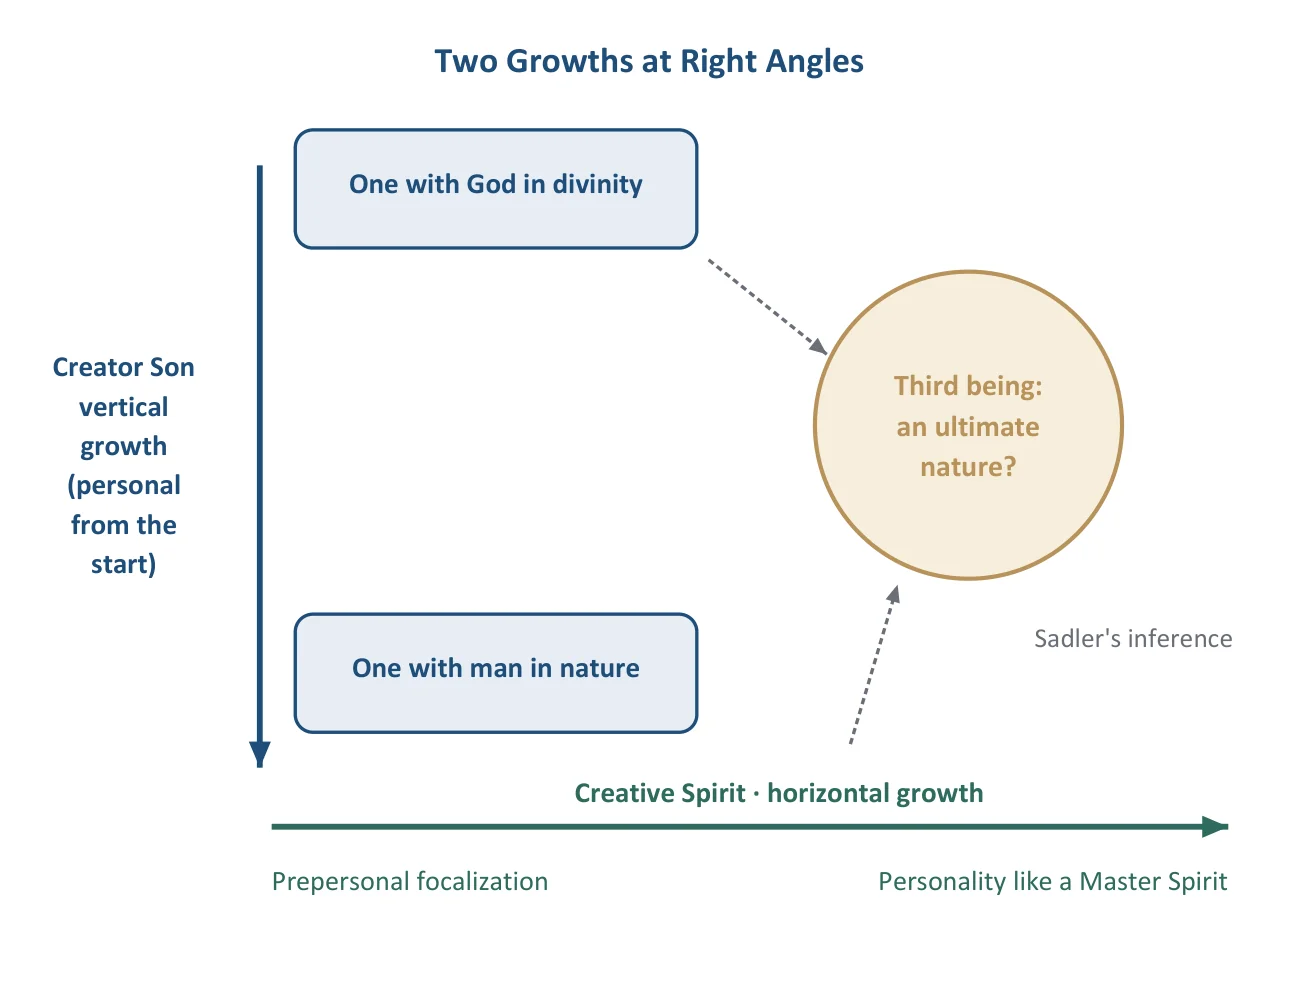 Two Growths at Right Angles
One with God in divinity
Creator Son
vertical
growth
(personal
from the
start)
Third being:
an ultimate
nature?
One with man in nature
Sadler's inference
Creative Spirit · horizontal growth
Prepersonal focalization
Personality like a Master Spirit